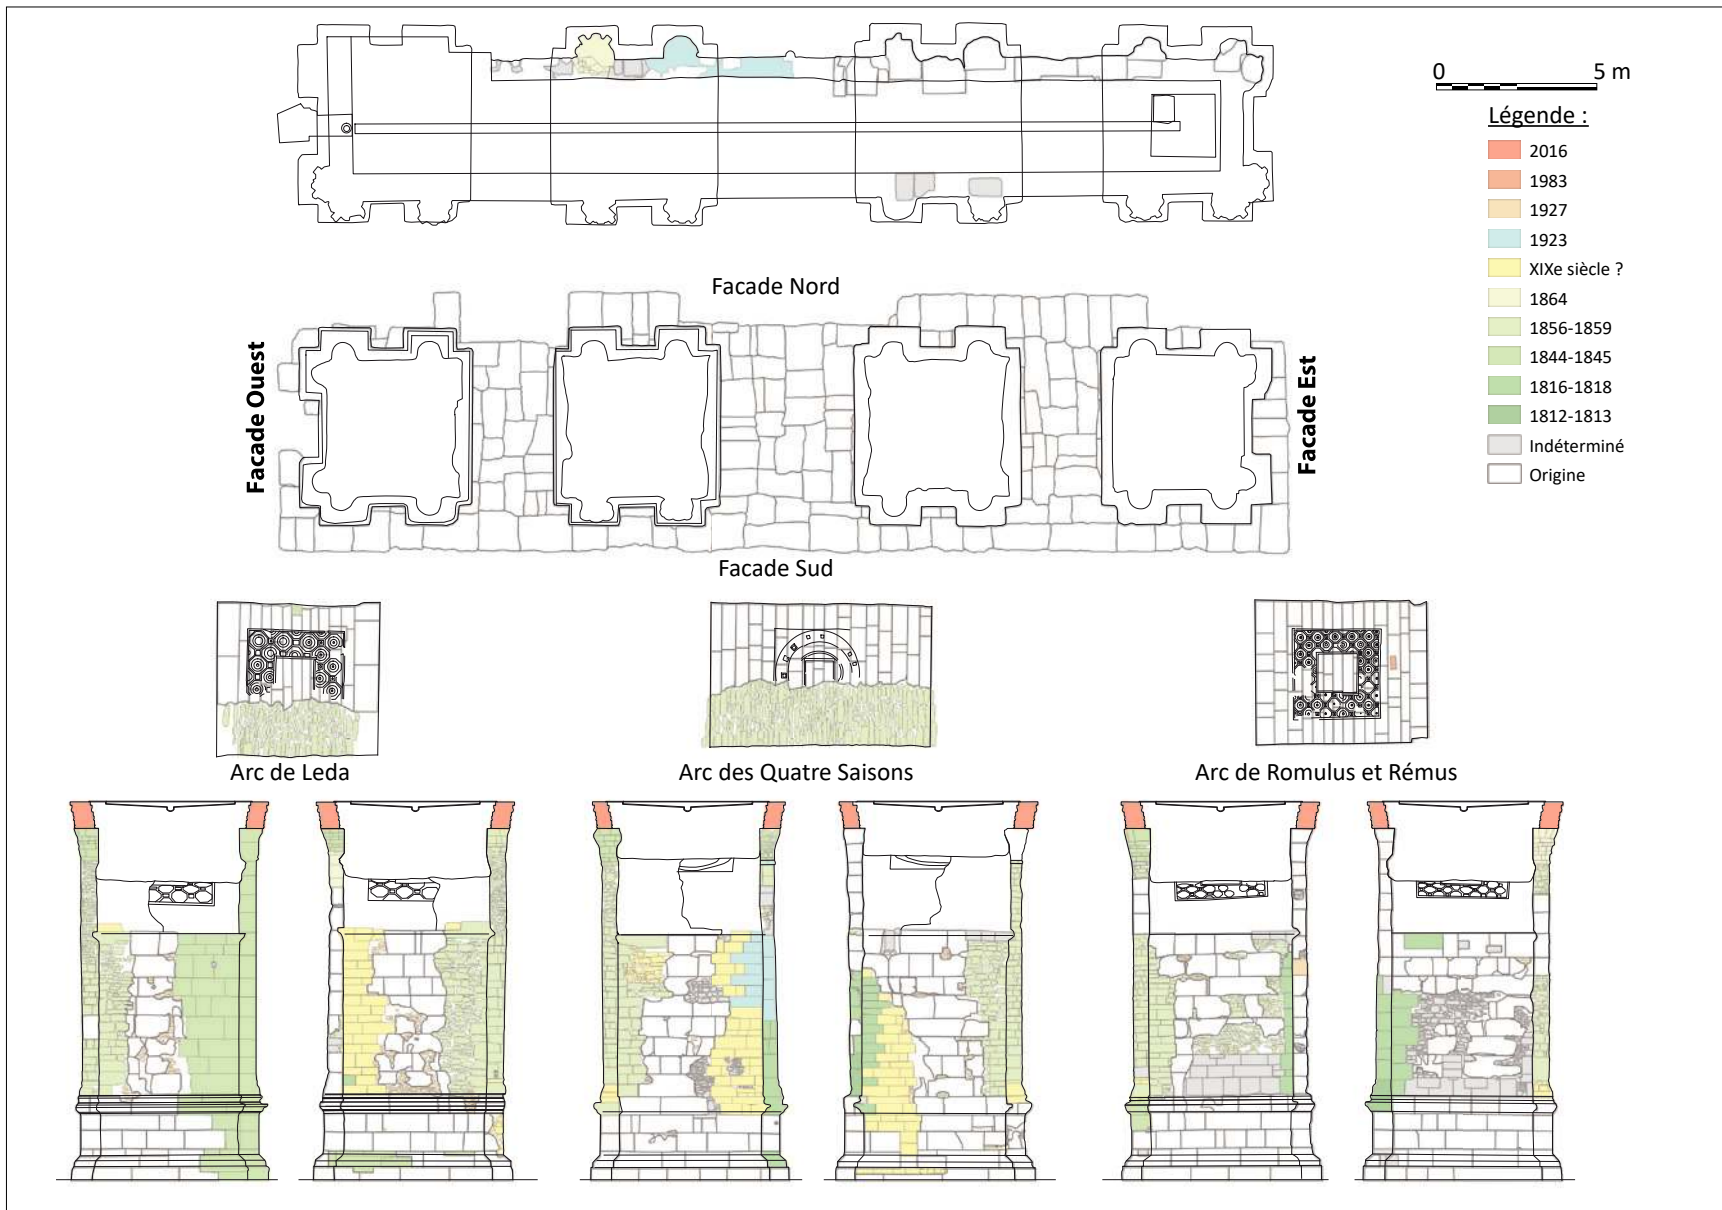 0 5 m
Légende :
2016
1983
1927
1923
XIXe siècle ?
1864
1856-1859
1844-1845
1816-1818
1812-1813
Indéterminé
Origine
Facade Nord
Facade Ouest
Facade Est
Facade Sud
Arc de Leda
Arc des Quatre Saisons
Arc de Romulus et Rémus